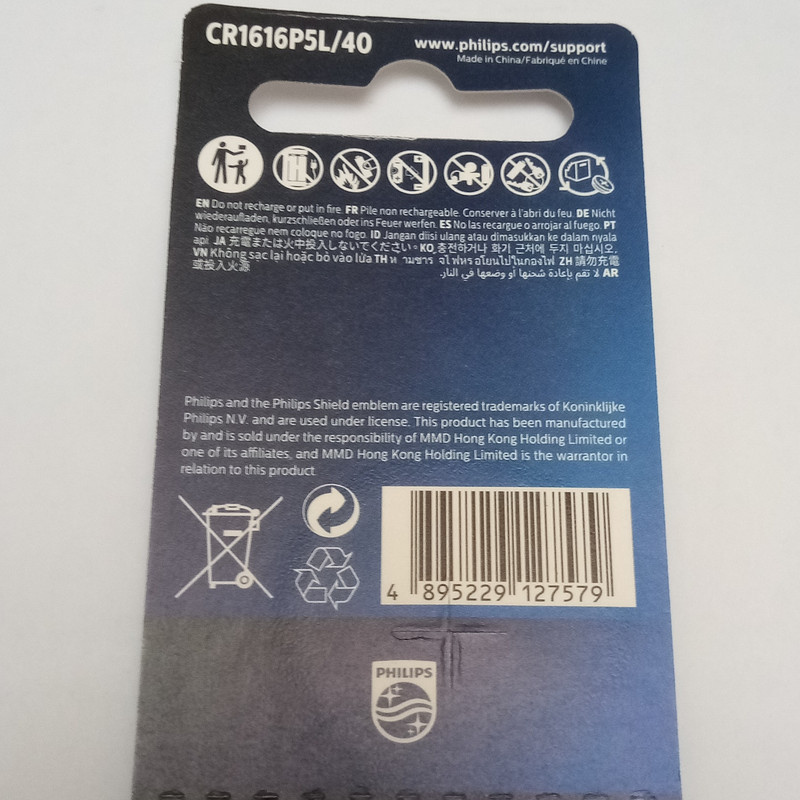 CR1616P5L/40
www.philips.com/support
Made in China/Fabriqué en Chine
EN Do not recharge or put in fire. FR Pile non rechargeable. Conserver à l'abri du feu. DE Nicht
wiederaufladen, kurzschließen oder ins Feuer werfen. ES No las recargue o arrojar al fuego. PT
Não recarregue nem coloque no fogo. ID Jangan diisi ulang atau dimasukkan ke dalam nyala
api. JA 充電または火中投入しないでください。KO 충전하거나 화기 근처에 두지 마십시오.
VN Không sạc lại hoặc bỏ vào lửa TH ZH 請勿充電
或投入火源
AR لا تقم بإعادة شحنها أو وضعها في النار.
Philips and the Philips Shield emblem are registered trademarks of Koninklijke
Philips N.V. and are used under license. This product has been manufactured
by and is sold under the responsibility of MMD Hong Kong Holding Limited or
one of its affiliates, and MMD Hong Kong Holding Limited is the warrantor in
relation to this product
4 895229 127579
PHILIPS